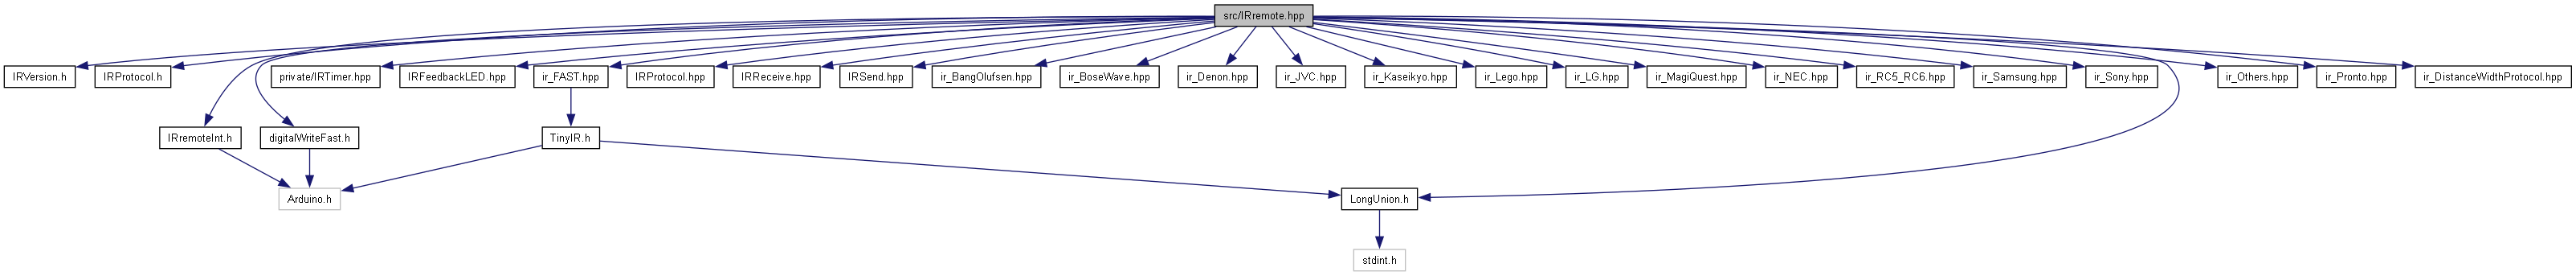 src/IRremote.hpp
IRVersion.h
IRProtocol.h
private/IRTimer.hpp
IRFeedbackLED.hpp
ir_FAST.hpp
IRProtocol.hpp
IRReceive.hpp
IRSend.hpp
ir_BangOlufsen.hpp
ir_BoseWave.hpp
ir_Denon.hpp
ir_JVC.hpp
ir_Kaseikyo.hpp
ir_Lego.hpp
ir_LG.hpp
ir_MagiQuest.hpp
ir_NEC.hpp
ir_RC5_RC6.hpp
ir_Samsung.hpp
ir_Sony.hpp
ir_Others.hpp
ir_Pronto.hpp
ir_DistanceWidthProtocol.hpp
IRremoteInt.h
digitalWriteFast.h
TinyIR.h
Arduino.h
LongUnion.h
stdint.h